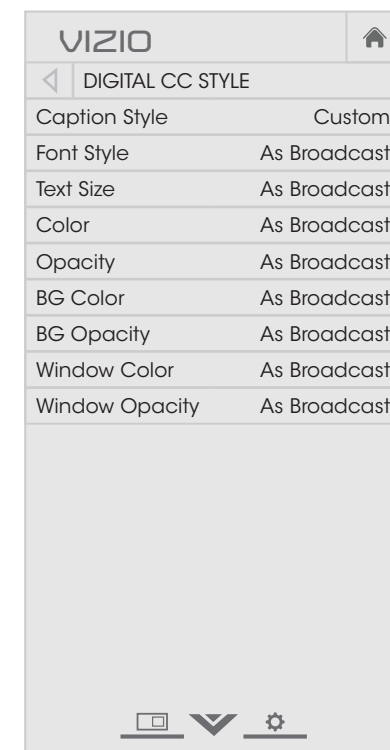 VIZIO
DIGITAL CC STYLE
Caption Style Custom
Font Style As Broadcast
Text Size As Broadcast
Color As Broadcast
Opacity As Broadcast
BG Color As Broadcast
BG Opacity As Broadcast
Window Color As Broadcast
Window Opacity As Broadcast